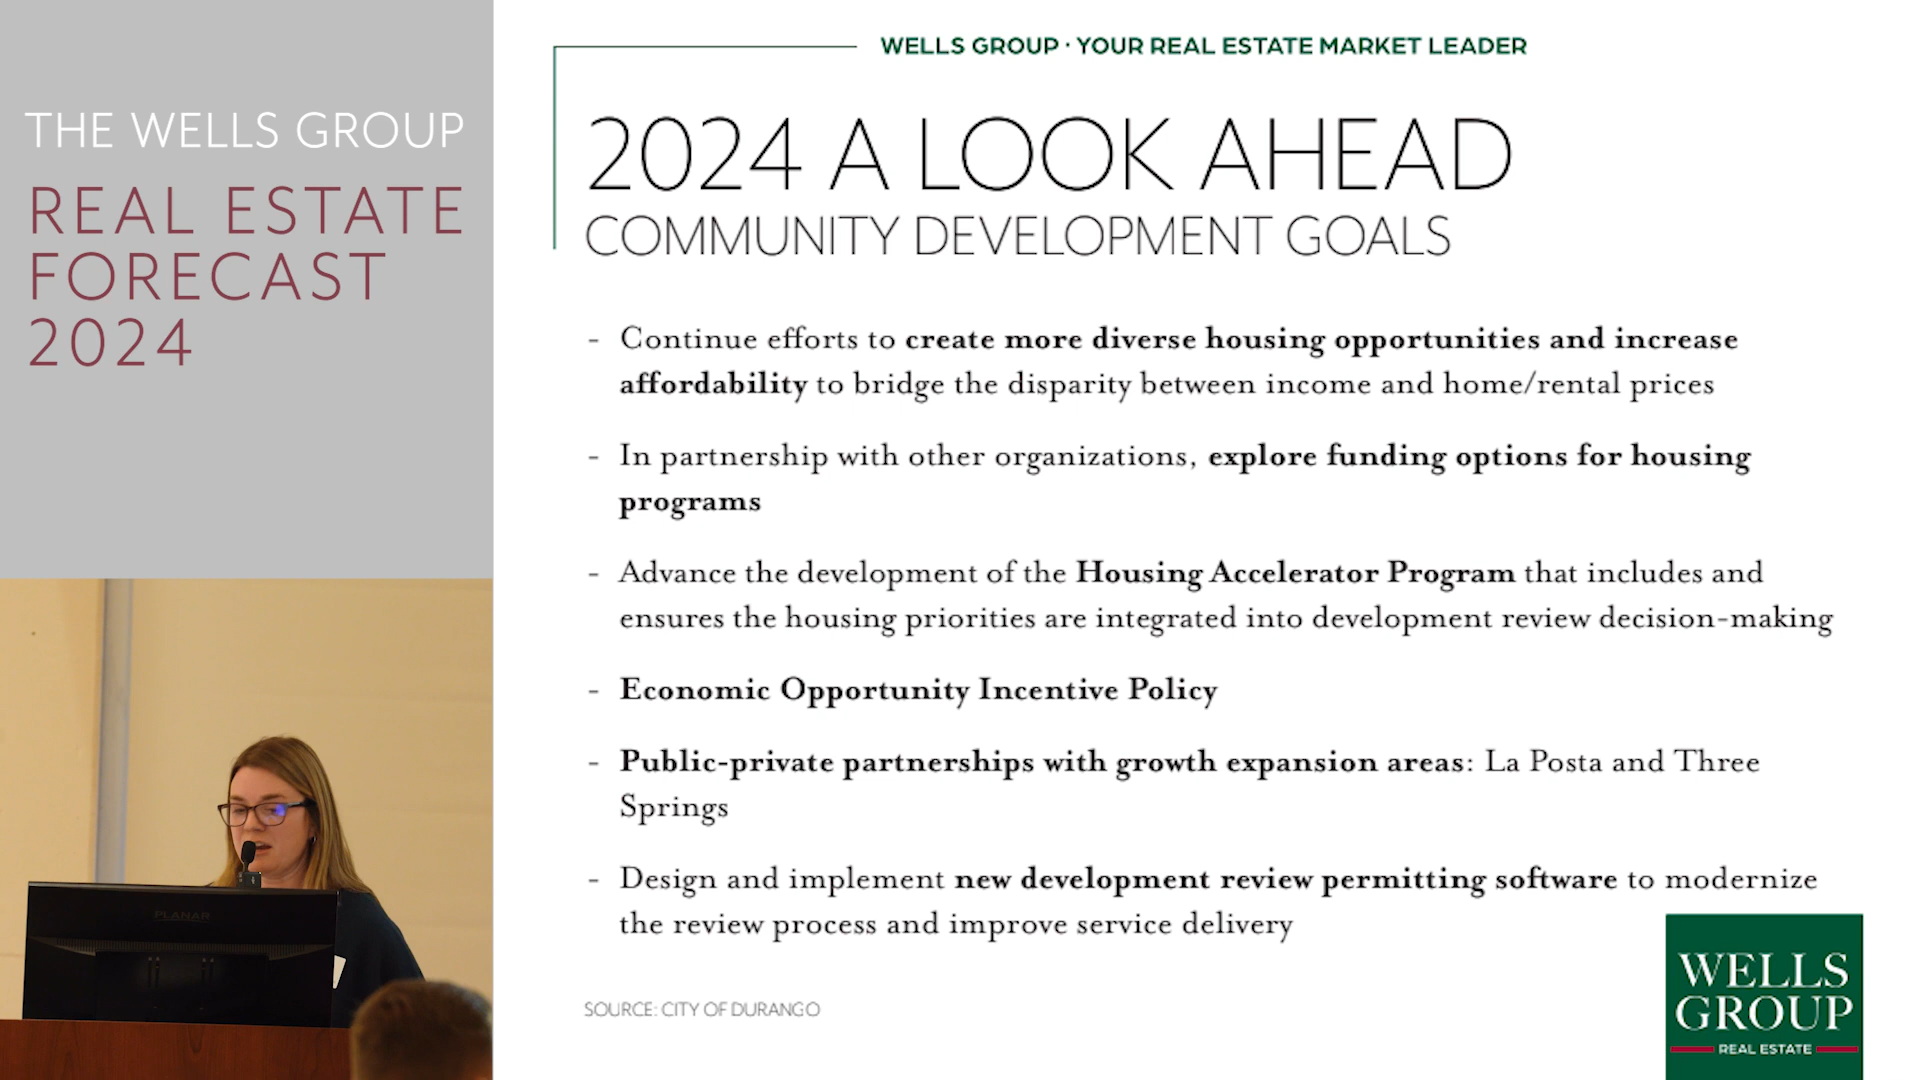 THE WELLS GROUP
REAL ESTATE
FORECAST
2024
WELLS GROUP · YOUR REAL ESTATE MARKET LEADER
2024 A LOOK AHEAD
COMMUNITY DEVELOPMENT GOALS
- Continue efforts to create more diverse housing opportunities and increase
affordability to bridge the disparity between income and home/rental prices
- In partnership with other organizations, explore funding options for housing
programs
- Advance the development of the Housing Accelerator Program that includes and
ensures the housing priorities are integrated into development review decision-making
- Economic Opportunity Incentive Policy
- Public-private partnerships with growth expansion areas: La Posta and Three
Springs
- Design and implement new development review permitting software to modernize
the review process and improve service delivery
SOURCE: CITY OF DURANGO
WELLS
GROUP
REAL ESTATE
PLANAR